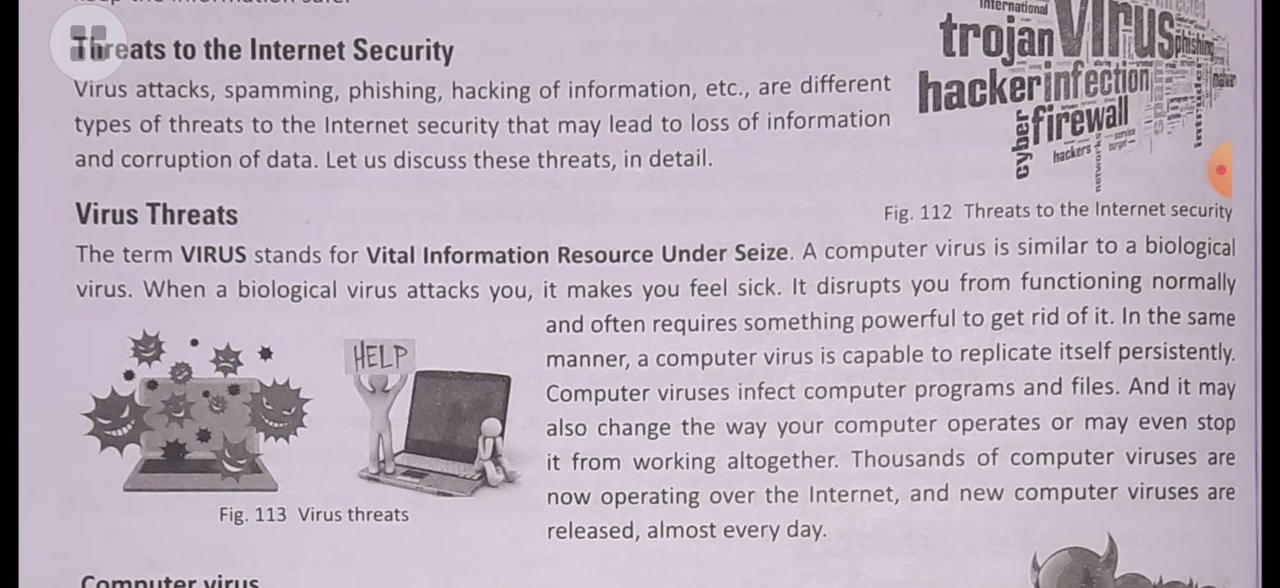 Threats to the Internet Security
Virus attacks, spamming, phishing, hacking of information, etc., are different
types of threats to the Internet security that may lead to loss of information
and corruption of data. Let us discuss these threats, in detail.
international
trojan virus phishing
hacker infection
cyber firewall
hackers service
target
networks
Fig. 112 Threats to the Internet security
Virus Threats
The term VIRUS stands for Vital Information Resource Under Seize. A computer virus is similar to a biological
virus. When a biological virus attacks you, it makes you feel sick. It disrupts you from functioning normally
and often requires something powerful to get rid of it. In the same
manner, a computer virus is capable to replicate itself persistently.
Computer viruses infect computer programs and files. And it may
also change the way your computer operates or may even stop
it from working altogether. Thousands of computer viruses are
now operating over the Internet, and new computer viruses are
released, almost every day.
HELP
Fig. 113 Virus threats
Computer virus